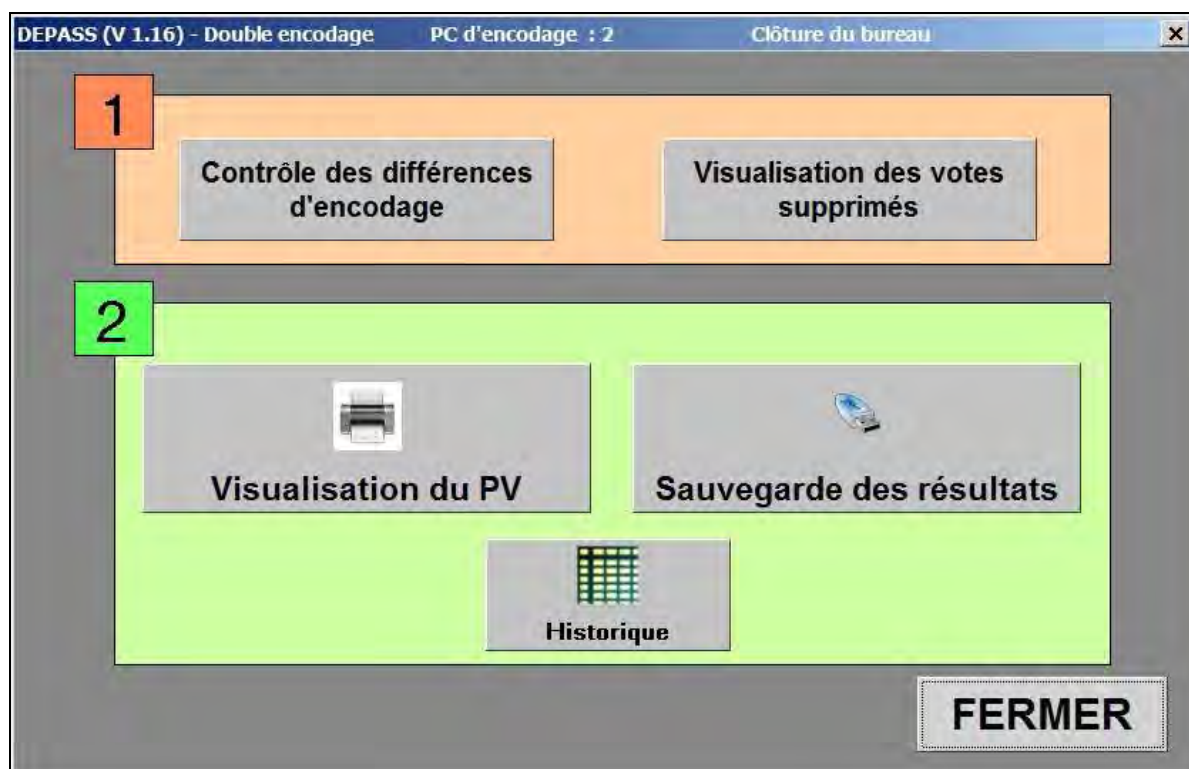 DEPASS (V 1.16) - Double encodage PC d'encodage : 2 Clôture du bureau
1
Contrôle des différences
d'encodage
Visualisation des votes
supprimés
2
Visualisation du PV
Sauvegarde des résultats
Historique
FERMER